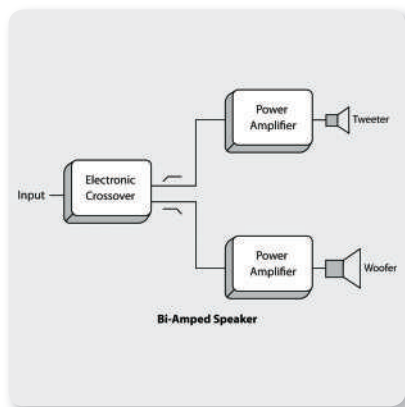 Power
Amplifier
Tweeter
Electronic
Crossover
Input
Power
Amplifier
Woofer
Bi-Amped Speaker